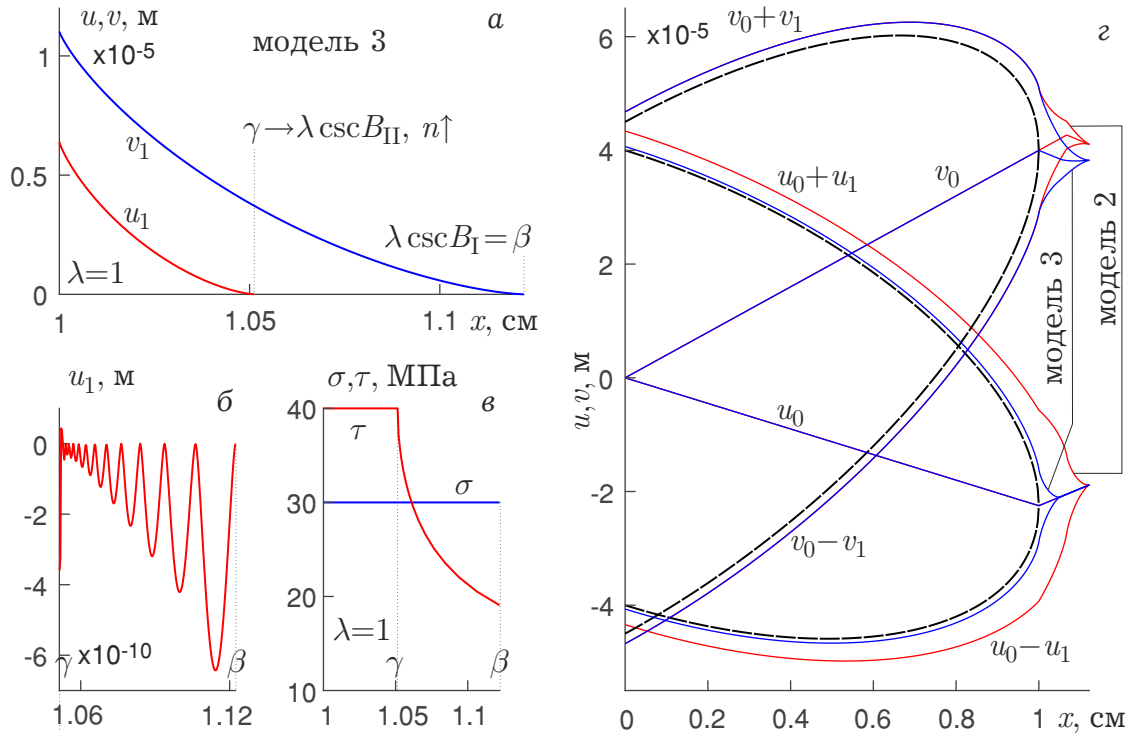 u,v, м
а
x10-5
модель 3
1
γ→λ cscB_II, n↑
v₁
0.5
u₁
λ cscB_I=β
λ=1
0
1
1.05
1.1
x, см
u₁, м
б
0
-2
-4
-6
γ
x10-10
β
1.06
1.12
σ,τ, МПа
в
40
τ
30
σ
20
λ=1
γ
β
10
1
1.05
1.1
6
x10-5
v₀+v₁
г
4
u₀+u₁
v₀
2
модель 3
модель 2
u,v, м
0
u₀
-2
v₀−v₁
-4
u₀−u₁
0
0.2
0.4
0.6
0.8
1
x, см